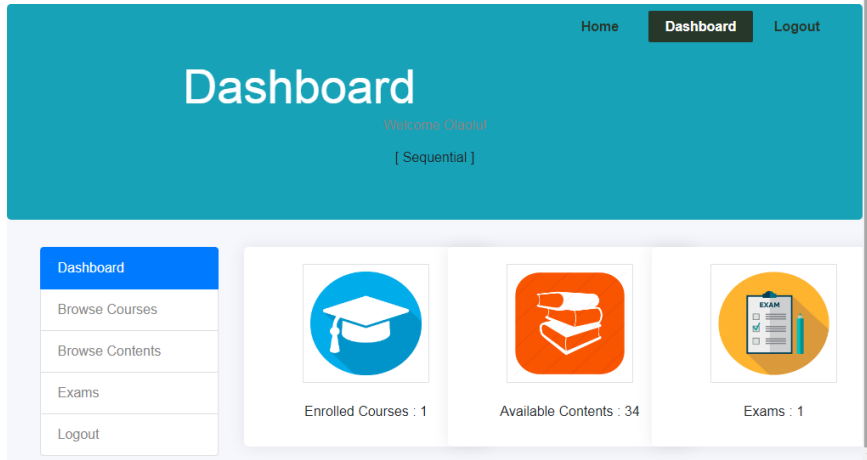 Home Dashboard Logout
Dashboard
Welcome Olaolu!
[ Sequential ]
Dashboard
Browse Courses
Browse Contents
Exams
Logout
EXAM
Enrolled Courses : 1
Available Contents : 34
Exams : 1